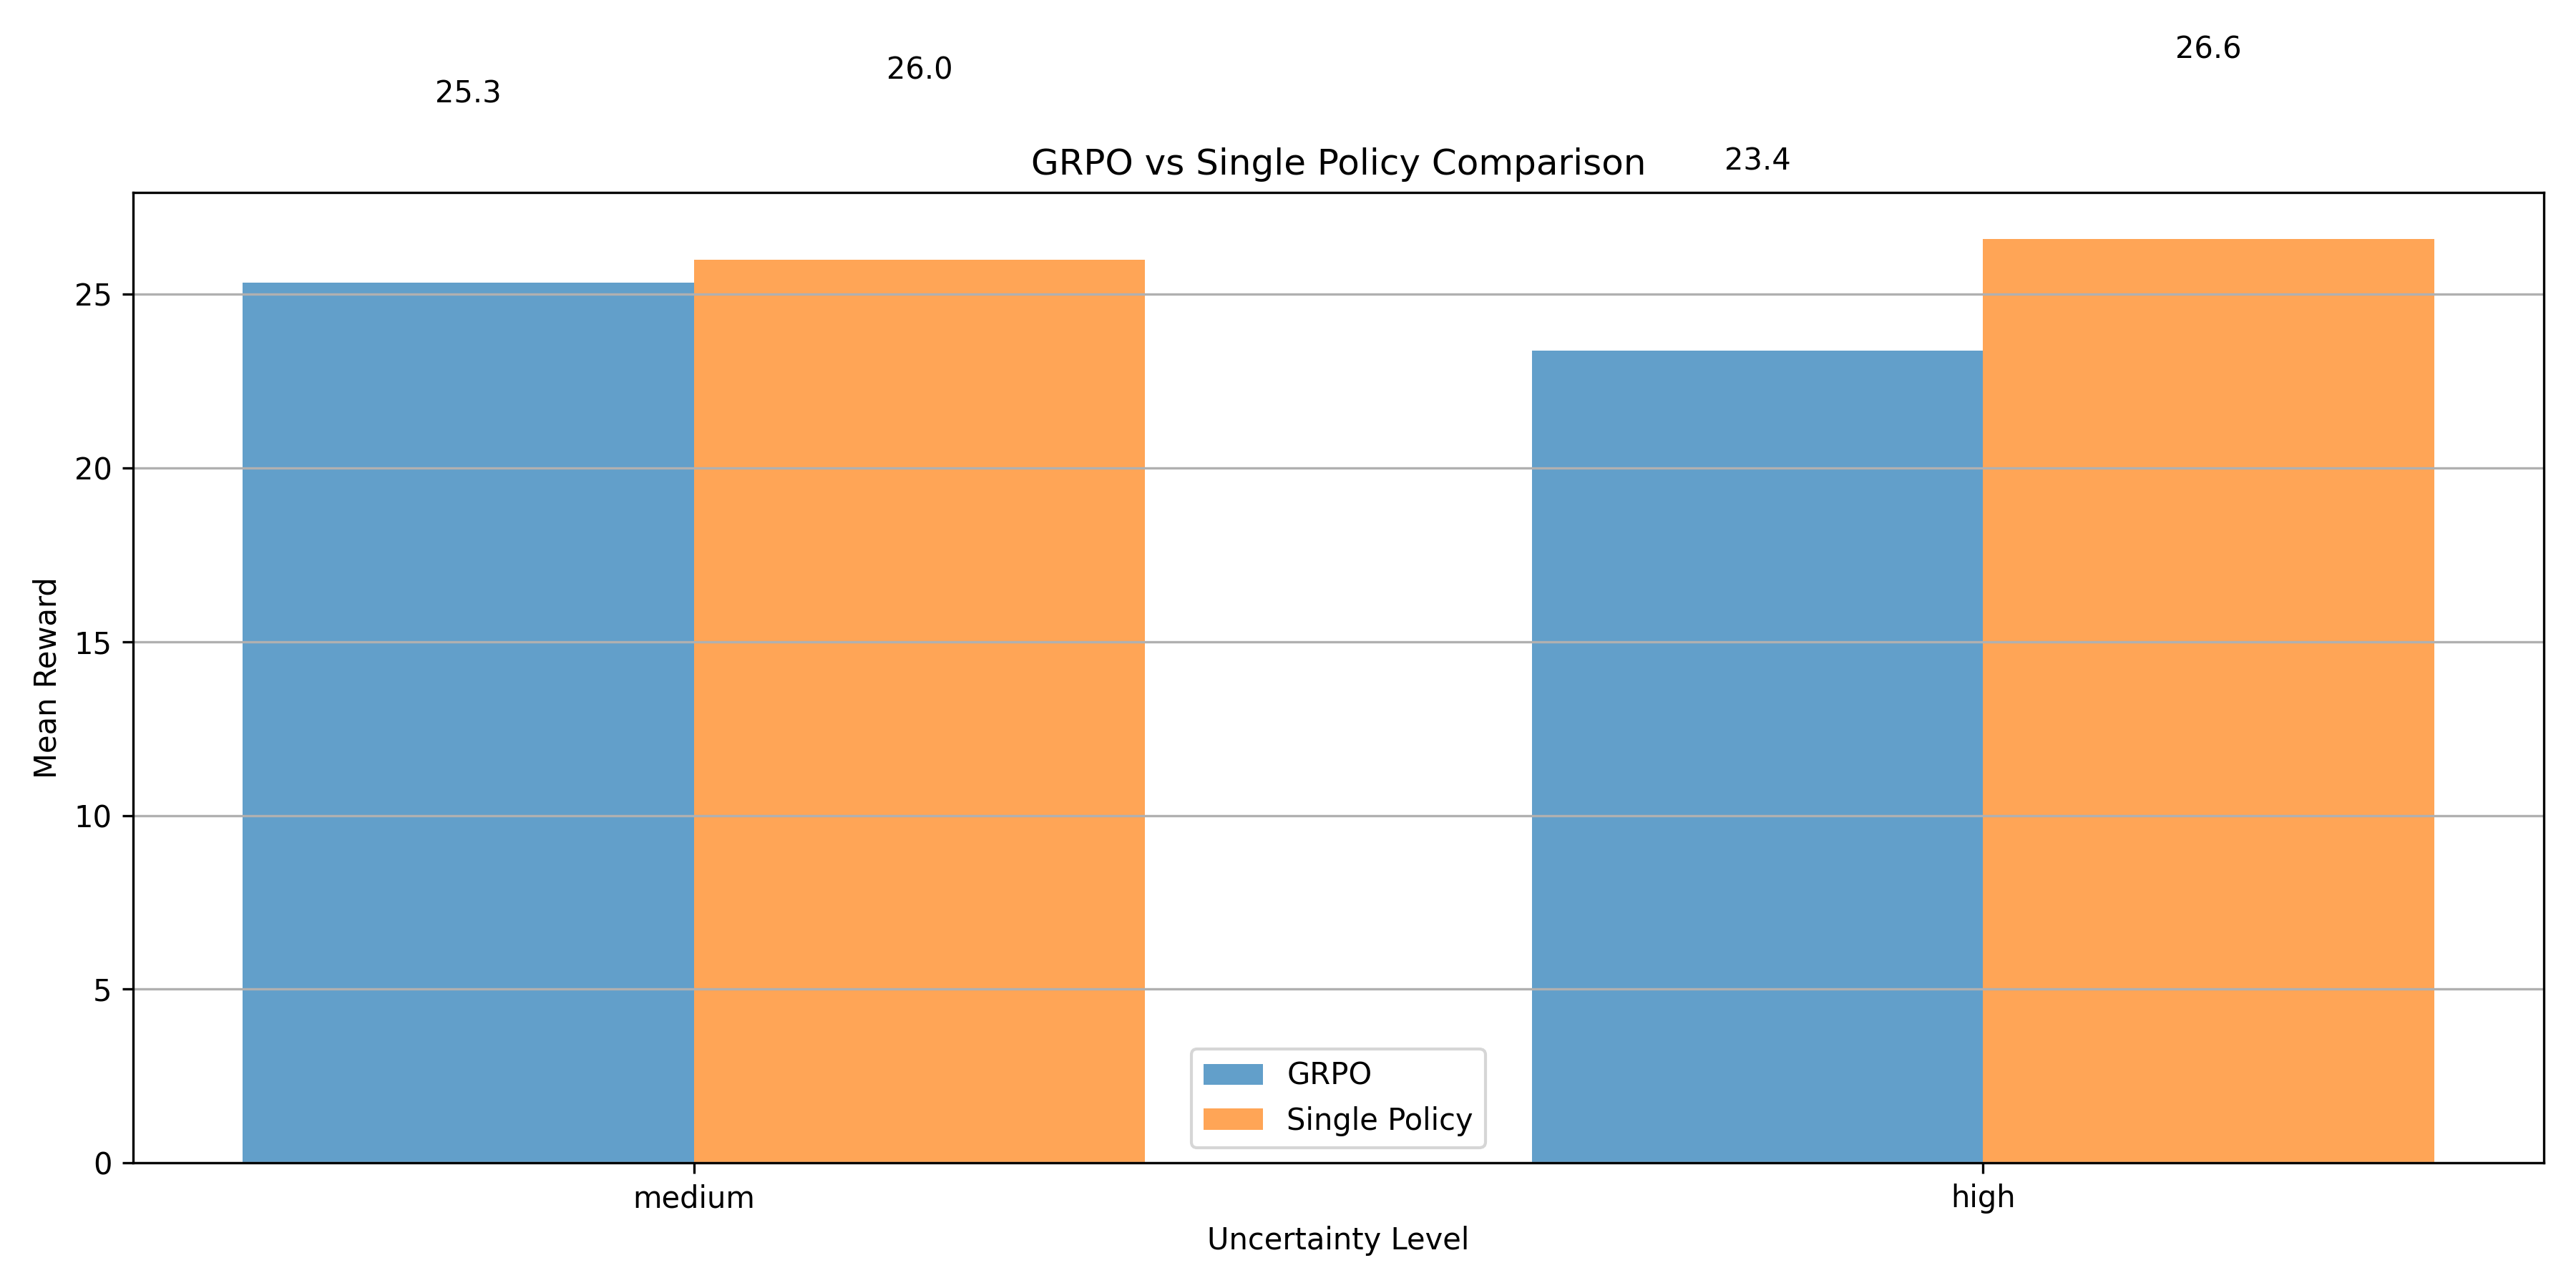 26.6
26.0
25.3
23.4
GRPO vs Single Policy Comparison
25
20
15
10
5
0
Mean Reward
GRPO
Single Policy
medium
high
Uncertainty Level